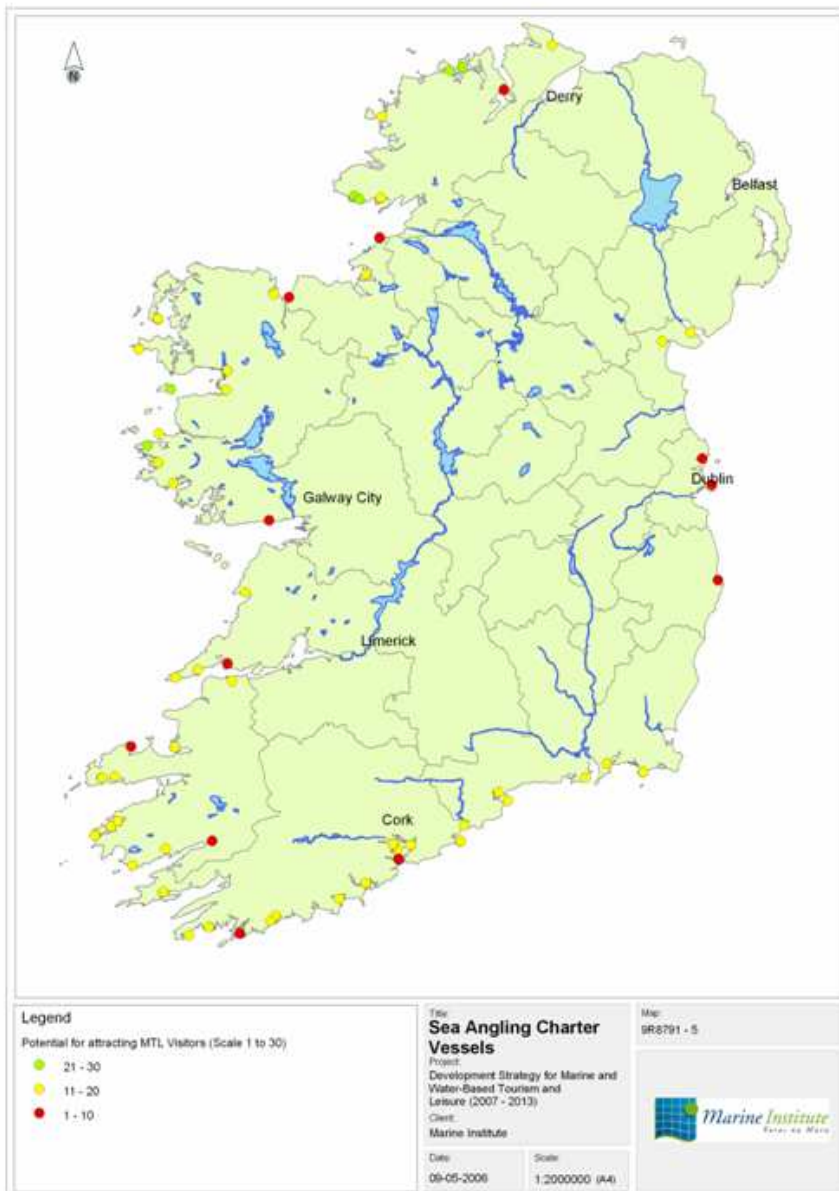 N
Derry
Belfast
Dublin
Galway City
Limerick
Cork
Legend
Potential for attracting MTL Visitors (Scale 1 to 30)
21 - 30
11 - 20
1 - 10
Title:
Sea Angling Charter
Vessels
Project:
Development Strategy for Marine and
Water-Based Tourism and
Leisure (2007 - 2013)
Client:
Marine Institute
Date:
09-05-2006
Scale:
1:2000000 (A4)
Map:
9R8791 - 5
Marine Institute
Foras na Mara